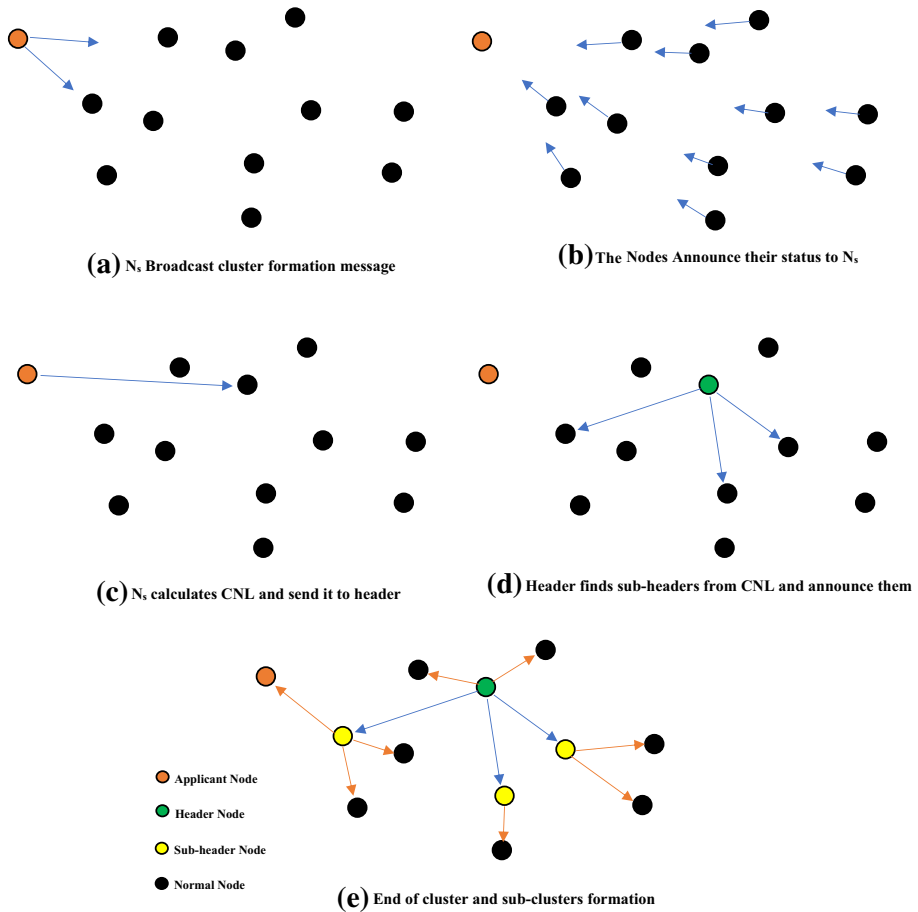 (a) Nₛ Broadcast cluster formation message
(b) The Nodes Announce their status to Nₛ
(c) Nₛ calculates CNL and send it to header
(d) Header finds sub-headers from CNL and announce them
Applicant Node
Header Node
Sub-header Node
Normal Node
(e) End of cluster and sub-clusters formation